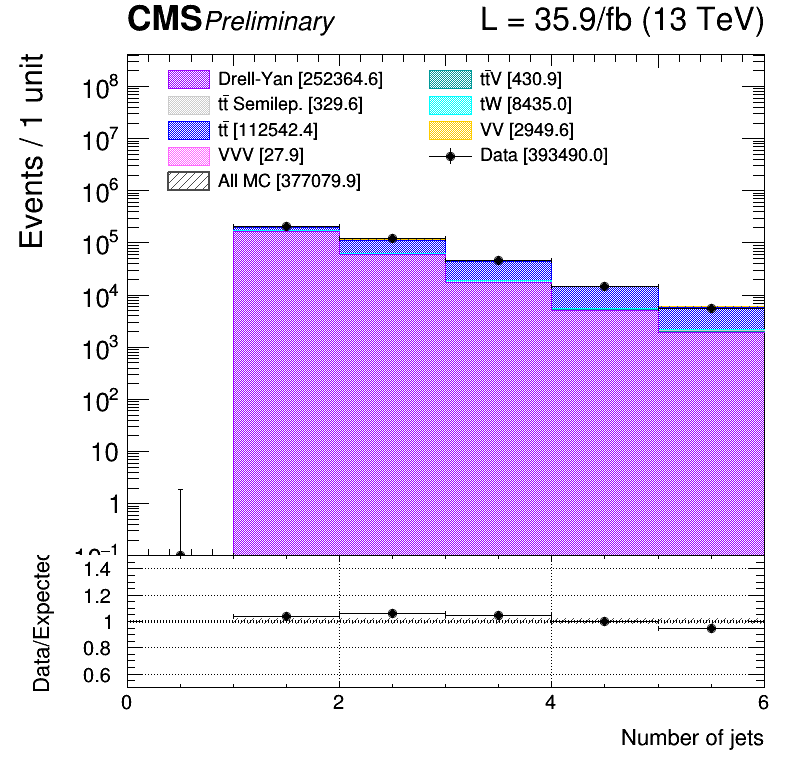 CMS Preliminary L = 35.9/fb (13 TeV)
Events / 1 unit
Drell-Yan [252364.6]
tt̄ Semilep. [329.6]
tt̄ [112542.4]
VVV [27.9]
All MC [377079.9]
tt̄V [430.9]
tW [8435.0]
VV [2949.6]
Data [393490.0]
10⁸
10⁷
10⁶
10⁵
10⁴
10³
10²
10
1
10⁻¹
Data/Expected
1.4
1.2
1
0.8
0.6
0 2 4 6
Number of jets